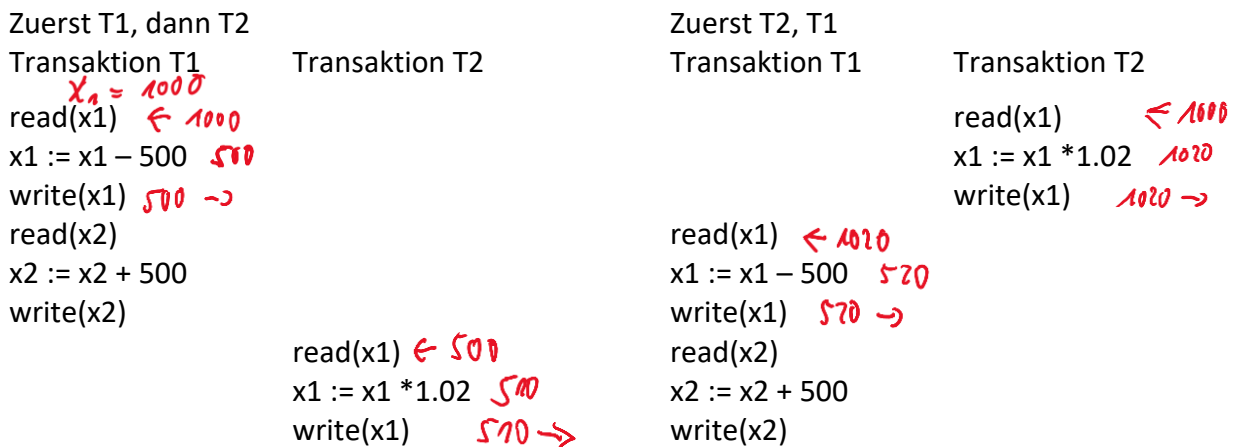 Zuerst T1, dann T2
Transaktion T1 Transaktion T2
x₁ = 1000
read(x1) ← 1000
x1 := x1 – 500 500
write(x1) 500 →
read(x2)
x2 := x2 + 500
write(x2)
read(x1) ← 500
x1 := x1 *1.02 510
write(x1) 510 →
Zuerst T2, T1
Transaktion T1 Transaktion T2
read(x1) ← 1000
x1 := x1 *1.02 1020
write(x1) 1020 →
read(x1) ← 1020
x1 := x1 – 500 520
write(x1) 520 →
read(x2)
x2 := x2 + 500
write(x2)